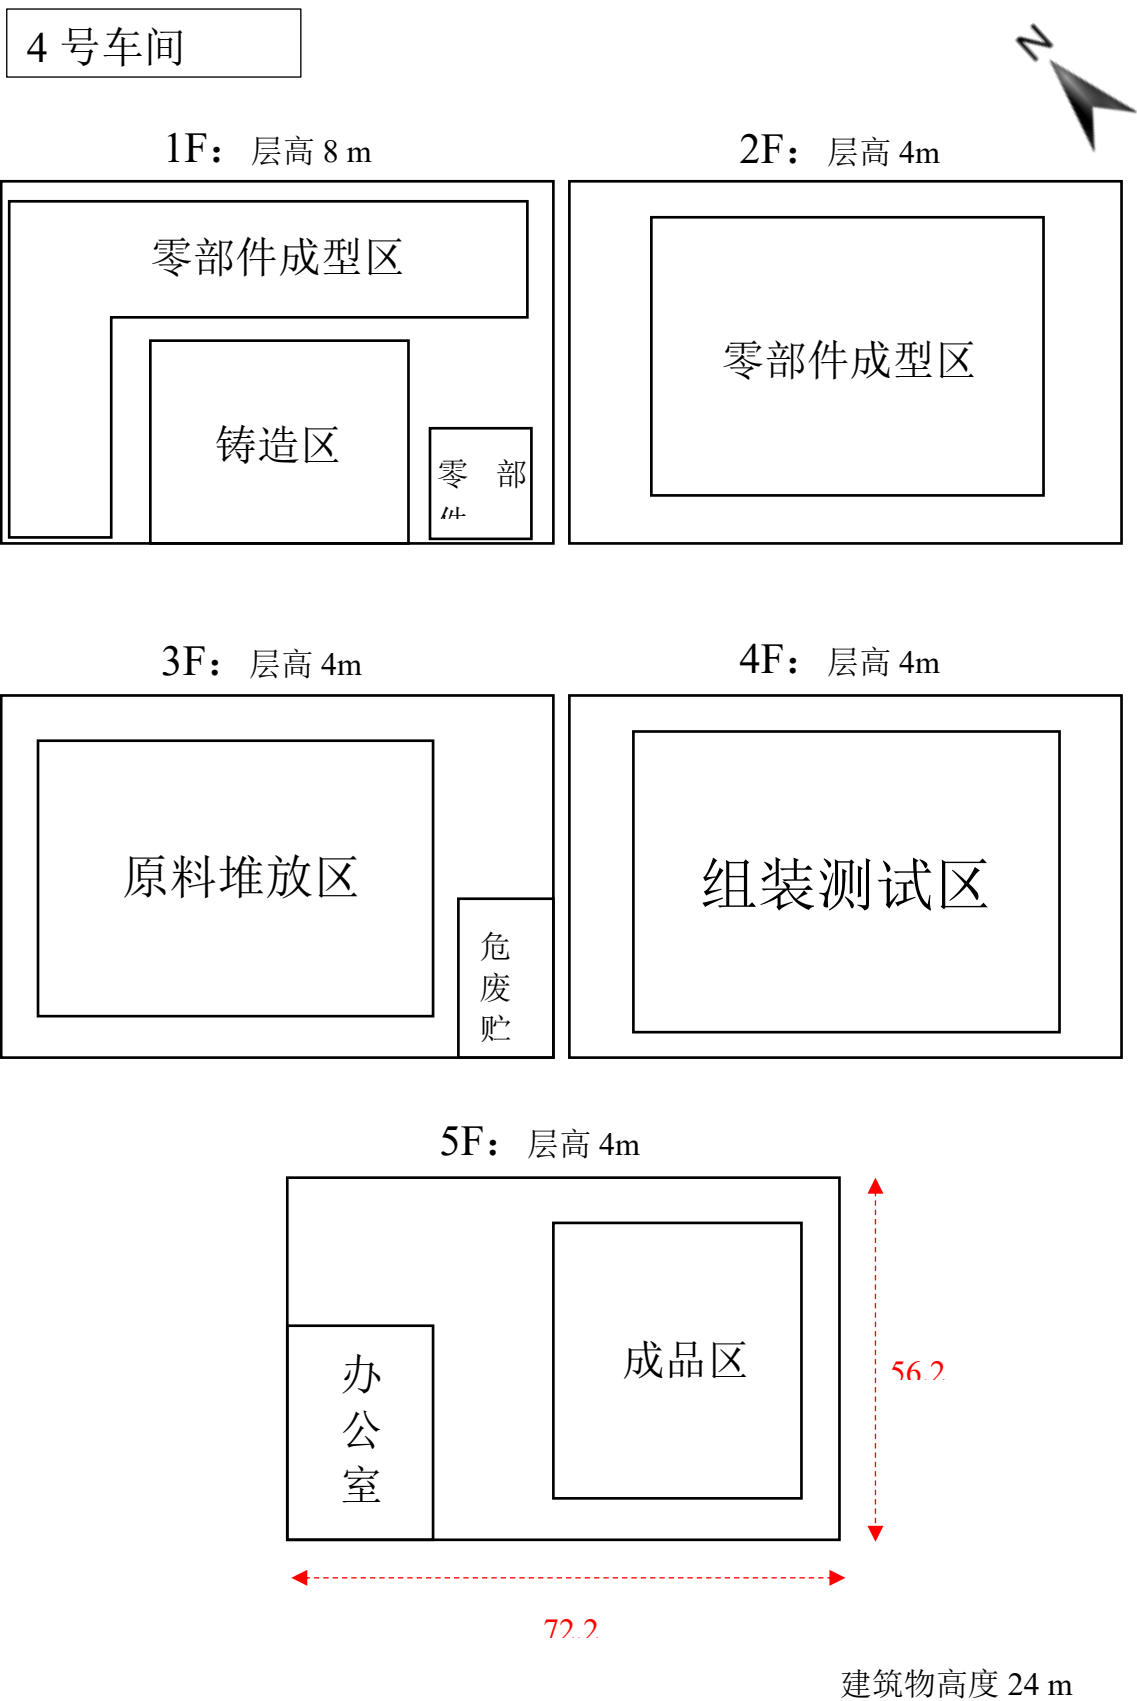 4 号车间
N
1F： 层高 8 m
2F： 层高 4m
零部件成型区
铸造区
零 部
件
零部件成型区
3F： 层高 4m
4F： 层高 4m
原料堆放区
危
废
贮
组装测试区
5F： 层高 4m
成品区
办
公
室
56.2
72.2
建筑物高度 24 m